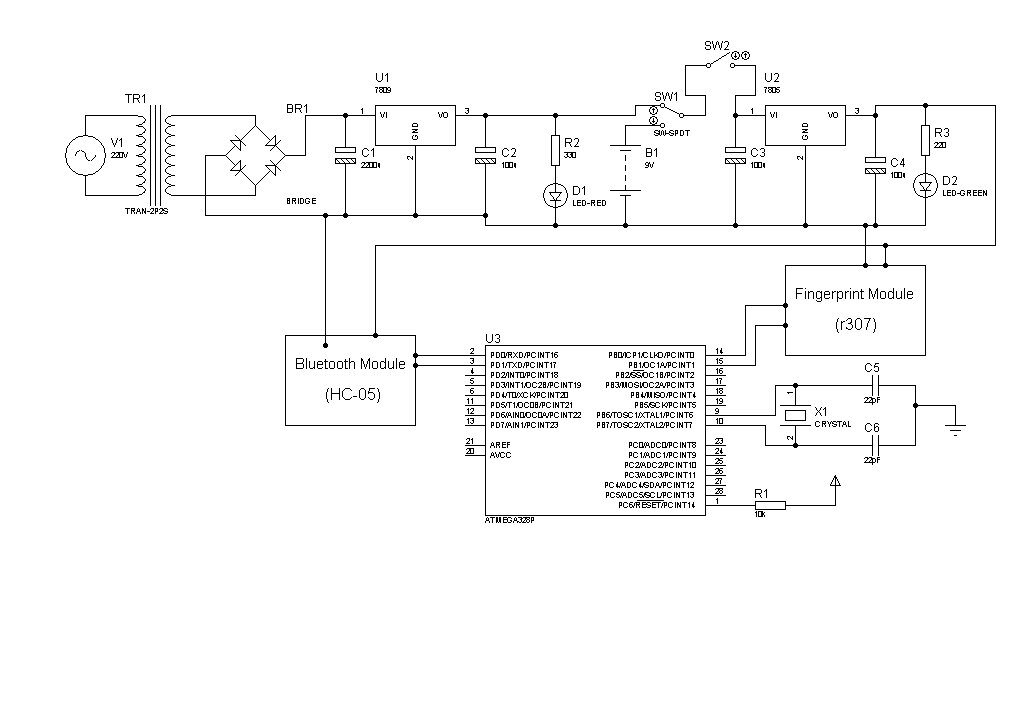 SW2
U1
7809
U2
7805
TR1
BR1
SW1
1
VI
VO
3
1
VI
VO
3
SW-SPDT
V1
220V
GND
2
GND
2
R2
330
R3
220
C1
2200u
C2
100u
B1
9V
C3
100u
C4
100u
D1
LED-RED
D2
LED-GREEN
BRIDGE
TRAN-2P2S
Fingerprint Module
(r307)
U3
Bluetooth Module
(HC-05)
2 PD0/RXD/PCINT16
3 PD1/TXD/PCINT17
4 PD2/INT0/PCINT18
5 PD3/INT1/OC2B/PCINT19
6 PD4/T0/XCK/PCINT20
11 PD5/T1/OC0B/PCINT21
12 PD6/AIN0/OC0A/PCINT22
13 PD7/AIN1/PCINT23
21 AREF
20 AVCC
PB0/ICP1/CLKO/PCINT0 14
PB1/OC1A/PCINT1 15
PB2/SS/OC1B/PCINT2 16
PB3/MOSI/OC2A/PCINT3 17
PB4/MISO/PCINT4 18
PB5/SCK/PCINT5 19
PB6/TOSC1/XTAL1/PCINT6 9
PB7/TOSC2/XTAL2/PCINT7 10
PC0/ADC0/PCINT8 23
PC1/ADC1/PCINT9 24
PC2/ADC2/PCINT10 25
PC3/ADC3/PCINT11 26
PC4/ADC4/SDA/PCINT12 27
PC5/ADC5/SCL/PCINT13 28
PC6/RESET/PCINT14 1
ATMEGA328P
C5
22pF
1
X1
CRYSTAL
2
C6
22pF
R1
10k